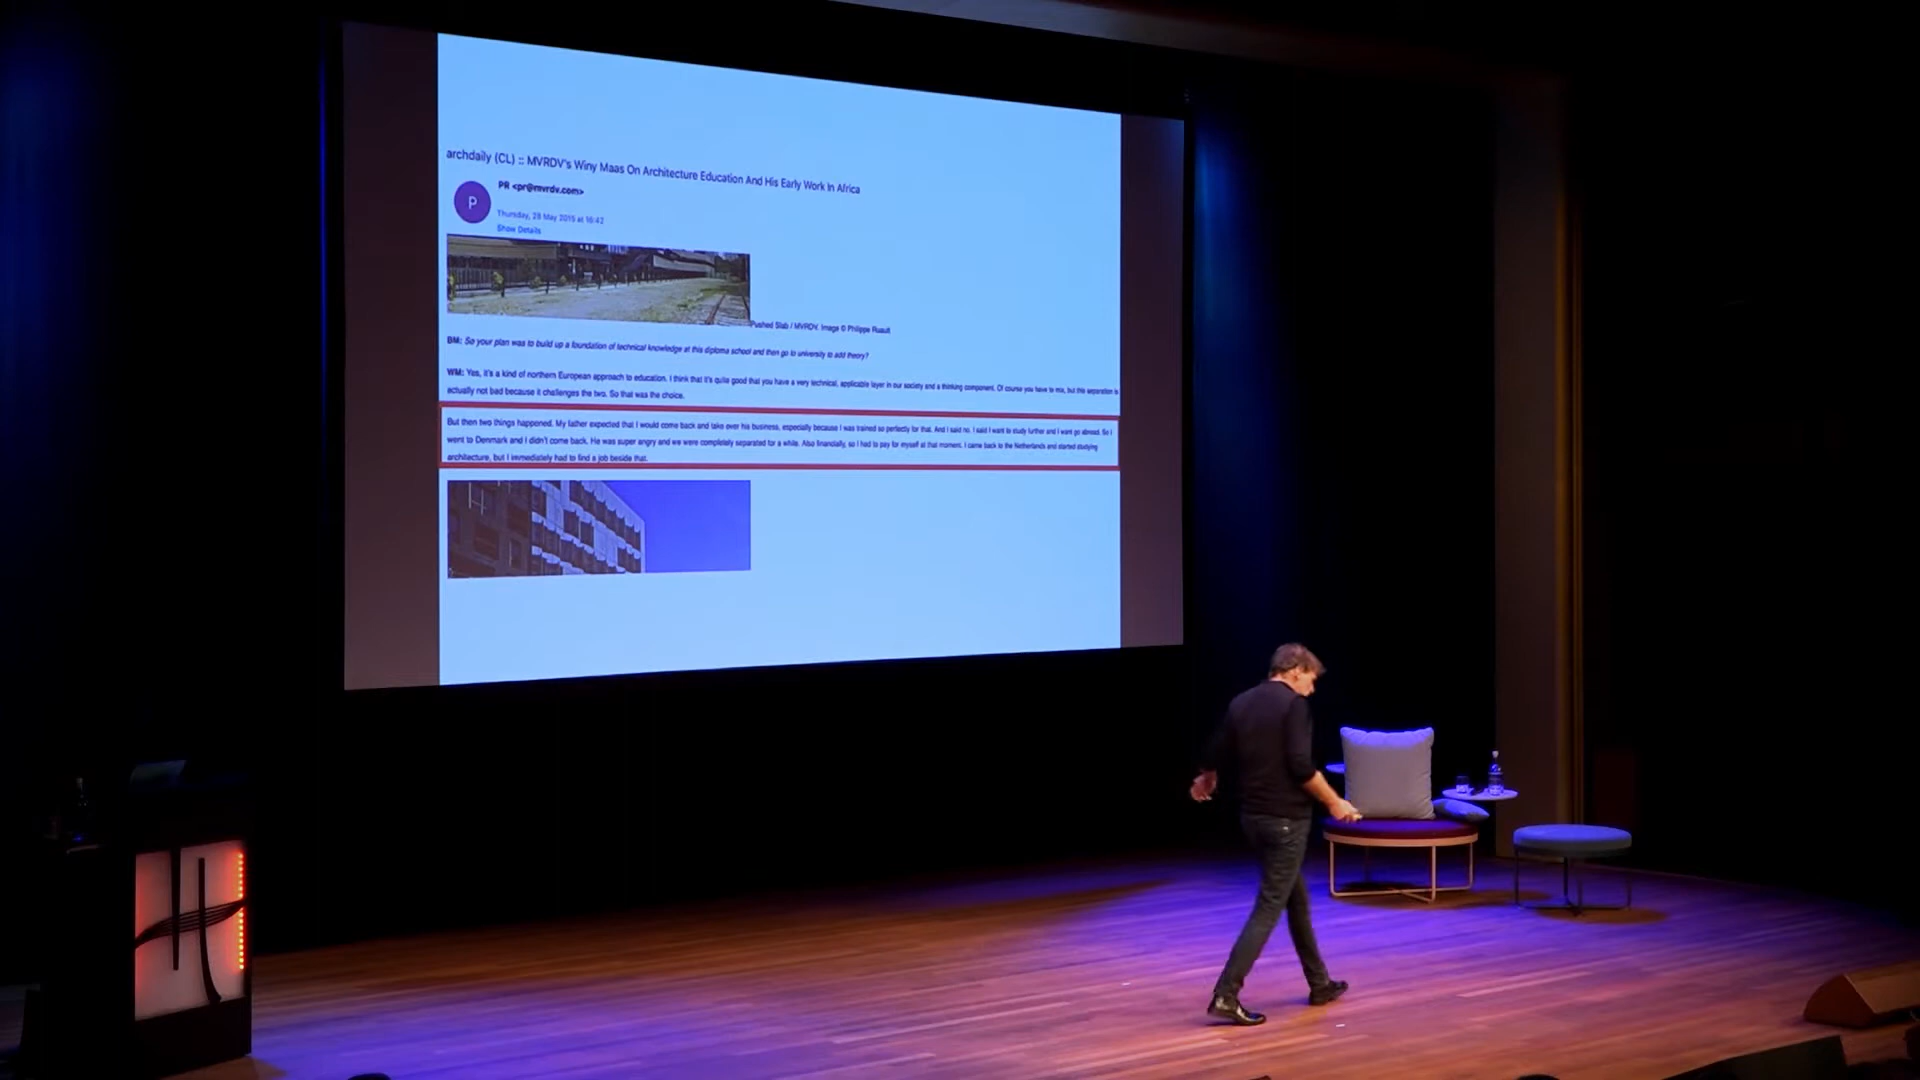 archdaily (CL) :: MVRDV's Winy Maas On Architecture Education And His Early Work In Africa
P
PR <pr@mvrdv.com>
Thursday, 28 May 2015 at 16:42
Show Details
Pushed Slab / MVRDV. Image © Philippe Ruault
BM: So your plan was to build up a foundation of technical knowledge at this diploma school and then go to university to add theory?
WM: Yes, it's a kind of northern European approach to education. I think that it's quite good that you have a very technical, applicable layer in our society and a thinking component. Of course you have to mix, but this separation is
actually not bad because it challenges the two. So that was the choice.
But then two things happened. My father expected that I would come back and take over his business, especially because I was trained so perfectly for that. And I said no. I said I want to study further and I want go abroad. So I
went to Denmark and I didn't come back. He was super angry and we were completely separated for a while. Also financially, so I had to pay for myself at that moment. I came back to the Netherlands and started studying
architecture, but I immediately had to find a job beside that.